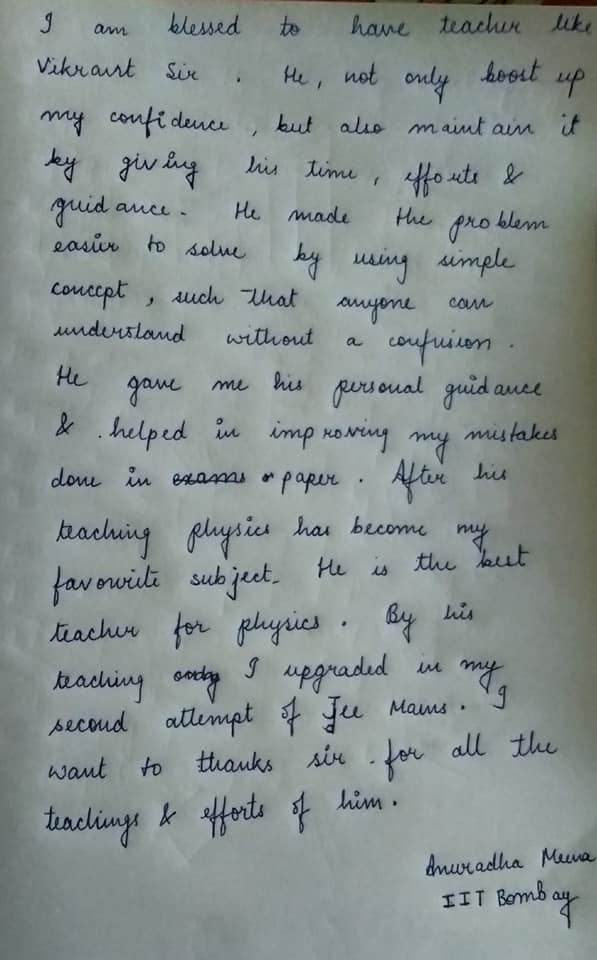 I am blessed to have teacher like
Vikrant Sir . He, not only boost up
my confidence , but also maintain it
by giving his time , efforts &
guidance. He made the problem
easier to solve by using simple
concept , such that anyone can
understand without a confusion .
He gave me his personal guidance
& . helped in improving my mistakes
done in exams or paper . After his
teaching physics has become my
favourite subject. He is the best
teacher for physics . By his
teaching only I upgraded in my
second attempt of Jee Mains . I
want to thanks sir . for all the
teachings & efforts of him .
Anuradha Meena
IIT Bombay